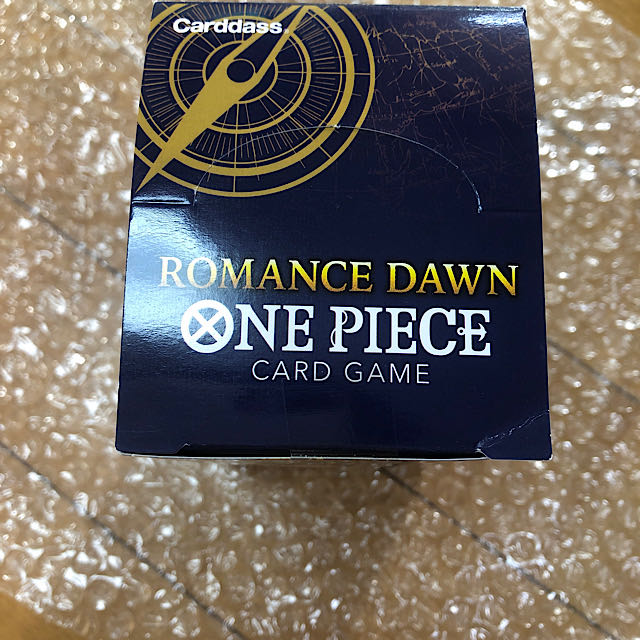 Carddass®
ROMANCE DAWN
ONE PIECE
CARD GAME